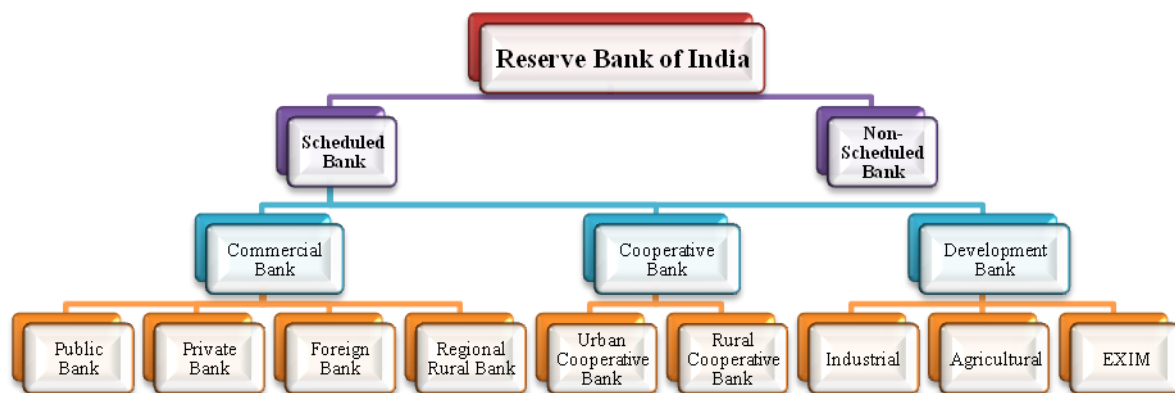 Reserve Bank of India
Scheduled
Bank
Non-
Scheduled
Bank
Commercial
Bank
Cooperative
Bank
Development
Bank
Public
Bank
Private
Bank
Foreign
Bank
Regional
Rural Bank
Urban
Cooperative
Bank
Rural
Cooperative
Bank
Industrial
Agricultural
EXIM